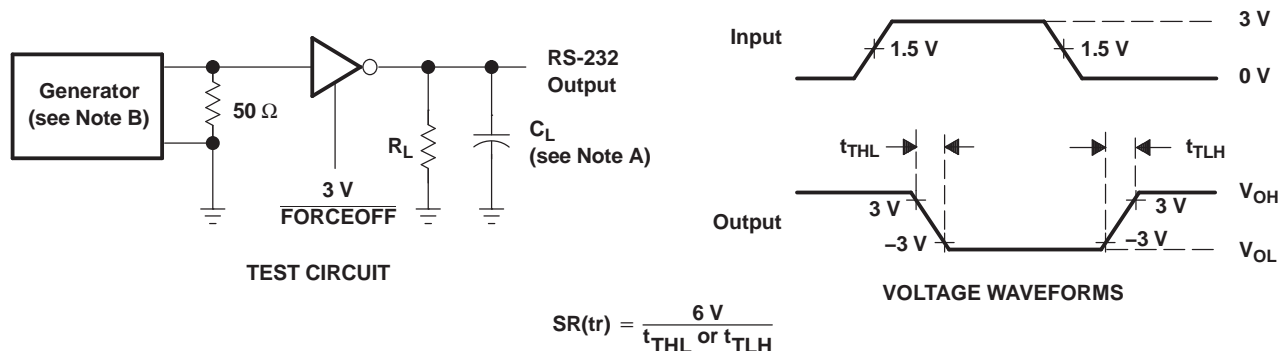 Generator
(see Note B)
50 Ω
3 V
FORCEOFF
R_L
C_L
(see Note A)
RS-232
Output
TEST CIRCUIT
Input
3 V
1.5 V
1.5 V
0 V
t_THL
t_TLH
Output
V_OH
3 V
3 V
–3 V
–3 V
V_OL
VOLTAGE WAVEFORMS
SR(tr) = 6 V / t_THL or t_TLH